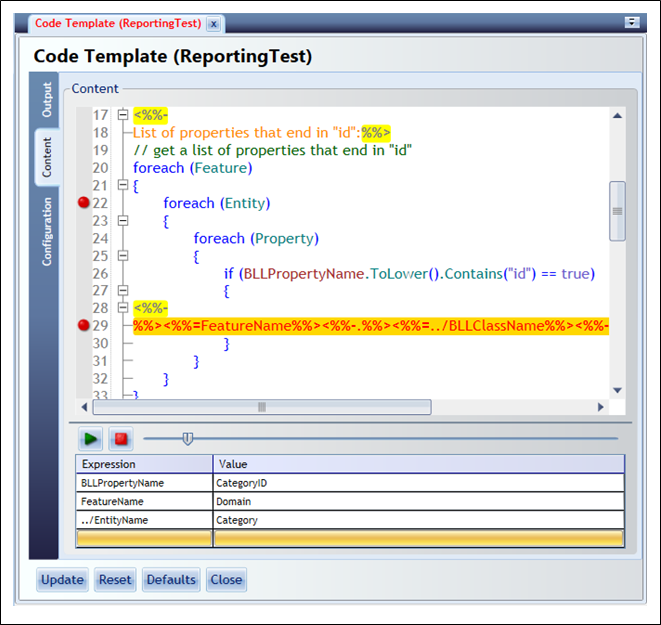 Code Template (ReportingTest) x
Code Template (ReportingTest)
Output
Content
Configuration
Content
17 <%%-
18 List of properties that end in "id":%%>
19 // get a list of properties that end in "id"
20 foreach (Feature)
21 {
22 foreach (Entity)
23 {
24 foreach (Property)
25 {
26 if (BLLPropertyName.ToLower().Contains("id") == true)
27 {
28 <%%-
29 %%><%%=FeatureName%%><%%-.%%><%%=../BLLClassName%%><%%-
30 }
31 }
32 }
33 }
Expression Value
BLLPropertyName CategoryID
FeatureName Domain
../EntityName Category
Update Reset Defaults Close